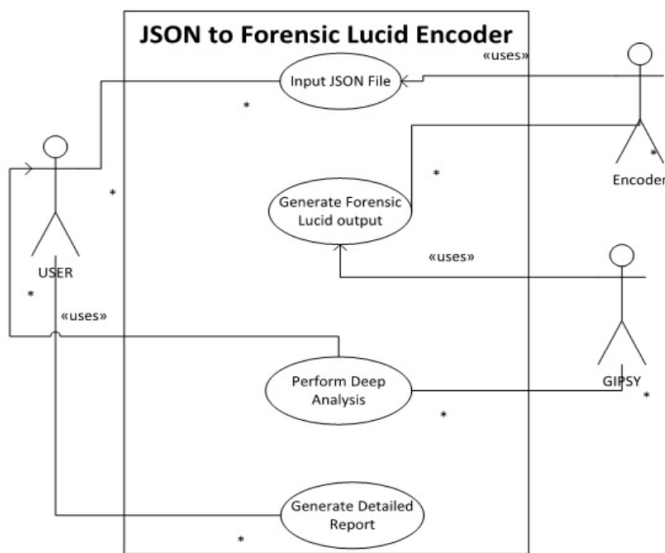 JSON to Forensic Lucid Encoder
«uses»
Input JSON File
*
*
Encoder
*
Generate Forensic
Lucid output
*
USER
«uses»
*
«uses»
Perform Deep
Analysis
GIPSY
*
*
Generate Detailed
Report
*